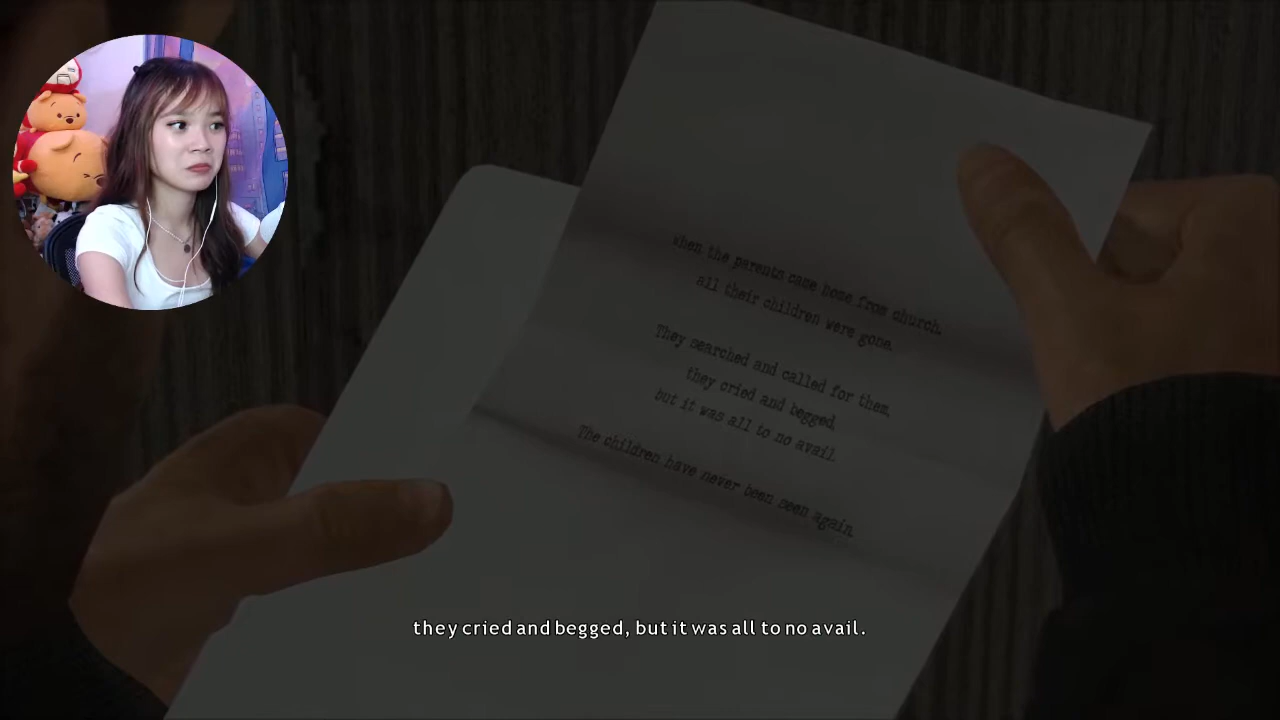 when the parents came home from church,
all their children were gone.
They searched and called for them,
they cried and begged,
but it was all to no avail.
The children have never been seen again.
they cried and begged, but it was all to no avail.